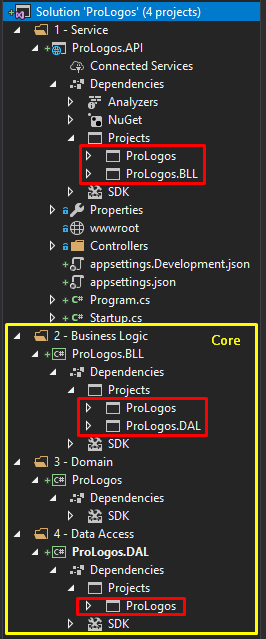 Solution 'ProLogos' (4 projects)
1 - Service
ProLogos.API
Connected Services
Dependencies
Analyzers
NuGet
Projects
ProLogos
ProLogos.BLL
SDK
Properties
wwwroot
Controllers
appsettings.Development.json
appsettings.json
Program.cs
Startup.cs
2 - Business Logic Core
ProLogos.BLL
Dependencies
Projects
ProLogos
ProLogos.DAL
SDK
3 - Domain
ProLogos
Dependencies
SDK
4 - Data Access
ProLogos.DAL
Dependencies
Projects
ProLogos
SDK